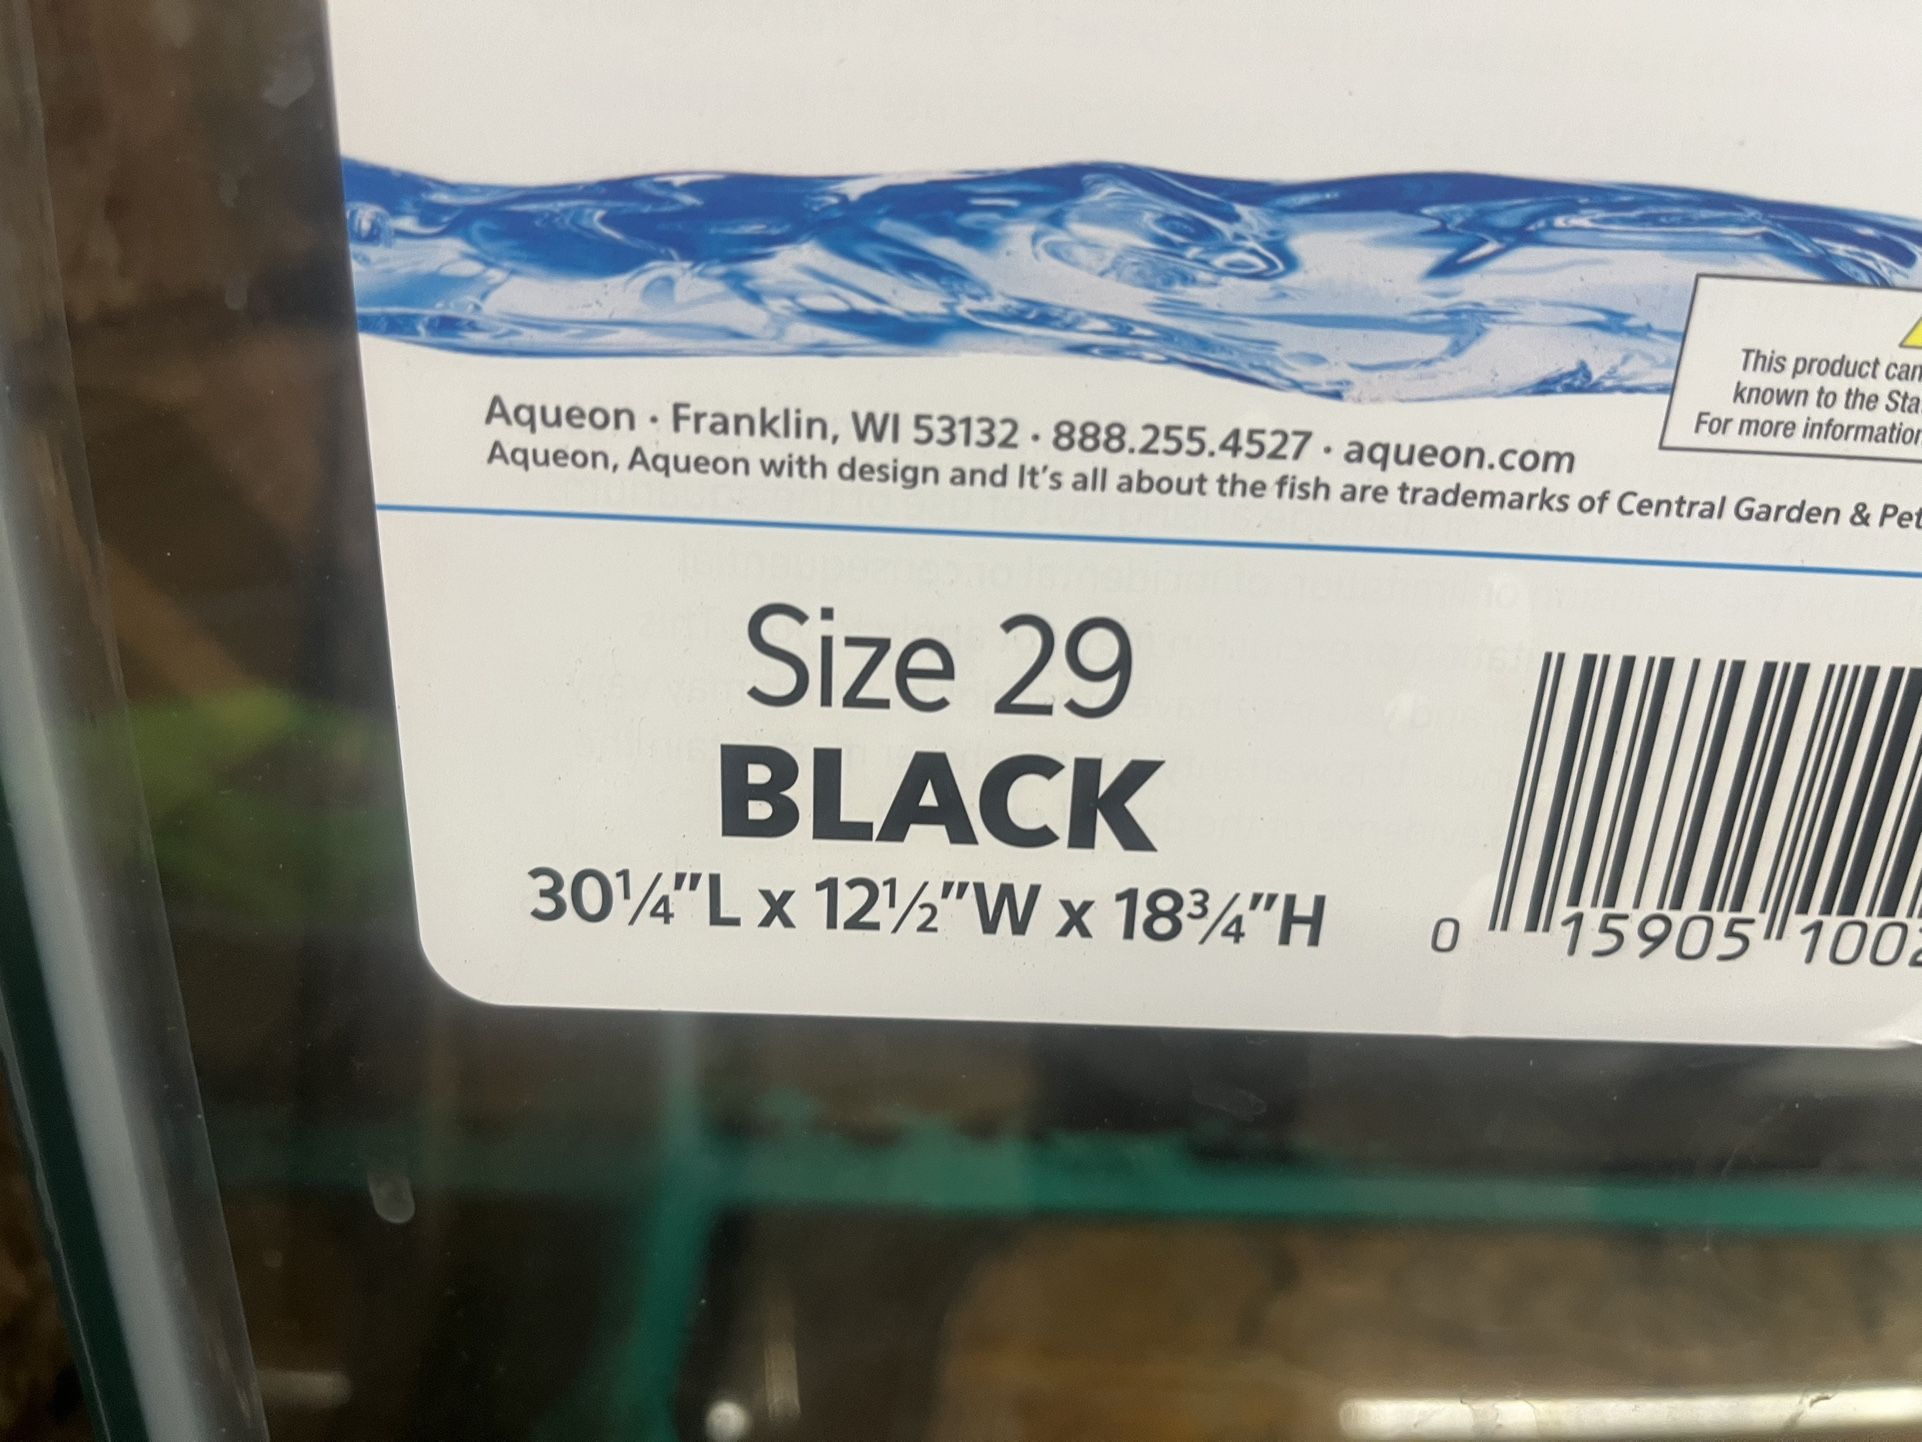 This product can
known to the Sta
For more information
Aqueon · Franklin, WI 53132 · 888.255.4527 · aqueon.com
Aqueon, Aqueon with design and It's all about the fish are trademarks of Central Garden & Pet
Size 29
BLACK
30¼"L x 12½"W x 18¾"H
0 15905 1002